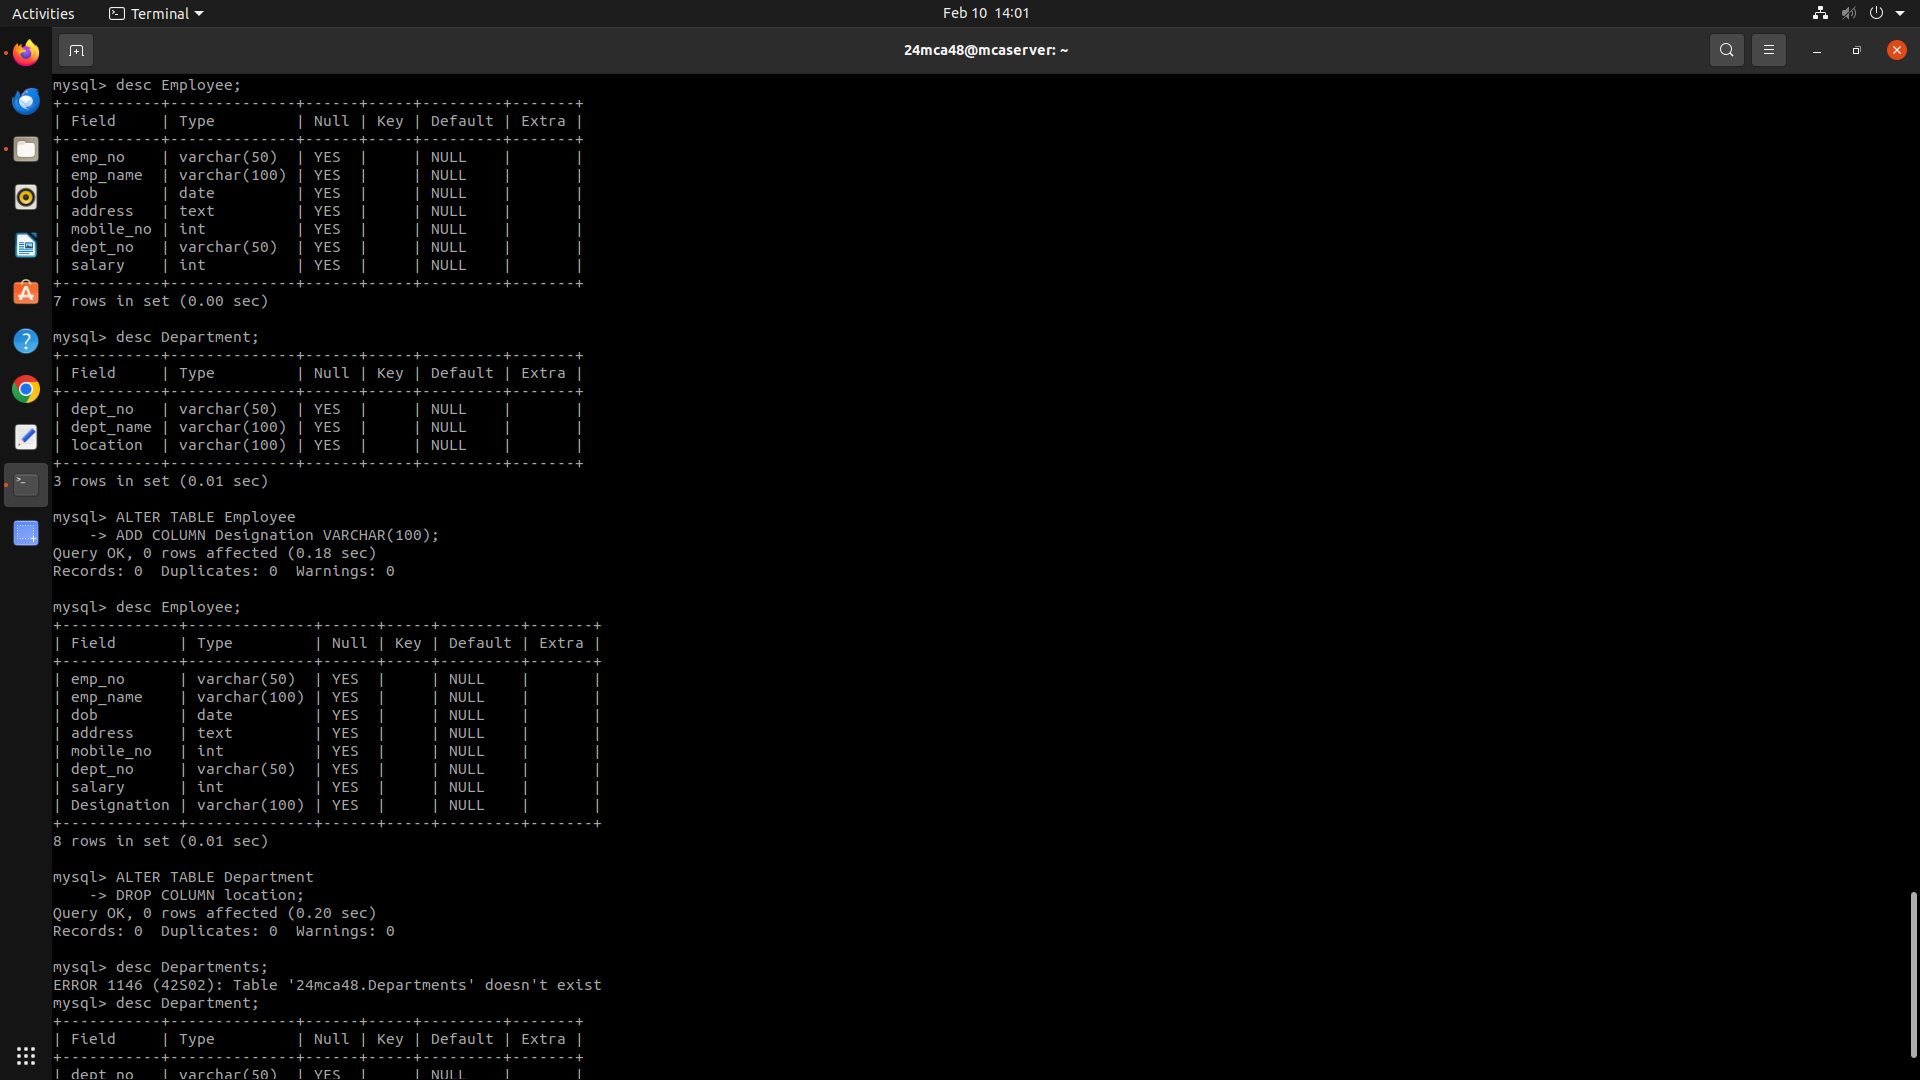 Activities
Terminal
Feb 10 14:01
24mca48@mcaserver: ~
mysql> desc Employee;
+-----------+--------------+------+-----+---------+-------+
| Field     | Type         | Null | Key | Default | Extra |
+-----------+--------------+------+-----+---------+-------+
| emp_no    | varchar(50)  | YES  |     | NULL    |       |
| emp_name  | varchar(100) | YES  |     | NULL    |       |
| dob       | date         | YES  |     | NULL    |       |
| address   | text         | YES  |     | NULL    |       |
| mobile_no | int          | YES  |     | NULL    |       |
| dept_no   | varchar(50)  | YES  |     | NULL    |       |
| salary    | int          | YES  |     | NULL    |       |
+-----------+--------------+------+-----+---------+-------+
7 rows in set (0.00 sec)
mysql> desc Department;
+-----------+--------------+------+-----+---------+-------+
| Field     | Type         | Null | Key | Default | Extra |
+-----------+--------------+------+-----+---------+-------+
| dept_no   | varchar(50)  | YES  |     | NULL    |       |
| dept_name | varchar(100) | YES  |     | NULL    |       |
| location  | varchar(100) | YES  |     | NULL    |       |
+-----------+--------------+------+-----+---------+-------+
3 rows in set (0.01 sec)
mysql> ALTER TABLE Employee
    -> ADD COLUMN Designation VARCHAR(100);
Query OK, 0 rows affected (0.18 sec)
Records: 0  Duplicates: 0  Warnings: 0
mysql> desc Employee;
+-------------+--------------+------+-----+---------+-------+
| Field       | Type         | Null | Key | Default | Extra |
+-------------+--------------+------+-----+---------+-------+
| emp_no      | varchar(50)  | YES  |     | NULL    |       |
| emp_name    | varchar(100) | YES  |     | NULL    |       |
| dob         | date         | YES  |     | NULL    |       |
| address     | text         | YES  |     | NULL    |       |
| mobile_no   | int          | YES  |     | NULL    |       |
| dept_no     | varchar(50)  | YES  |     | NULL    |       |
| salary      | int          | YES  |     | NULL    |       |
| Designation | varchar(100) | YES  |     | NULL    |       |
+-------------+--------------+------+-----+---------+-------+
8 rows in set (0.01 sec)
mysql> ALTER TABLE Department
    -> DROP COLUMN location;
Query OK, 0 rows affected (0.20 sec)
Records: 0  Duplicates: 0  Warnings: 0
mysql> desc Departments;
ERROR 1146 (42S02): Table '24mca48.Departments' doesn't exist
mysql> desc Department;
+-----------+--------------+------+-----+---------+-------+
| Field     | Type         | Null | Key | Default | Extra |
+-----------+--------------+------+-----+---------+-------+
| dept_no   | varchar(50)  | YES  |     | NULL    |       |